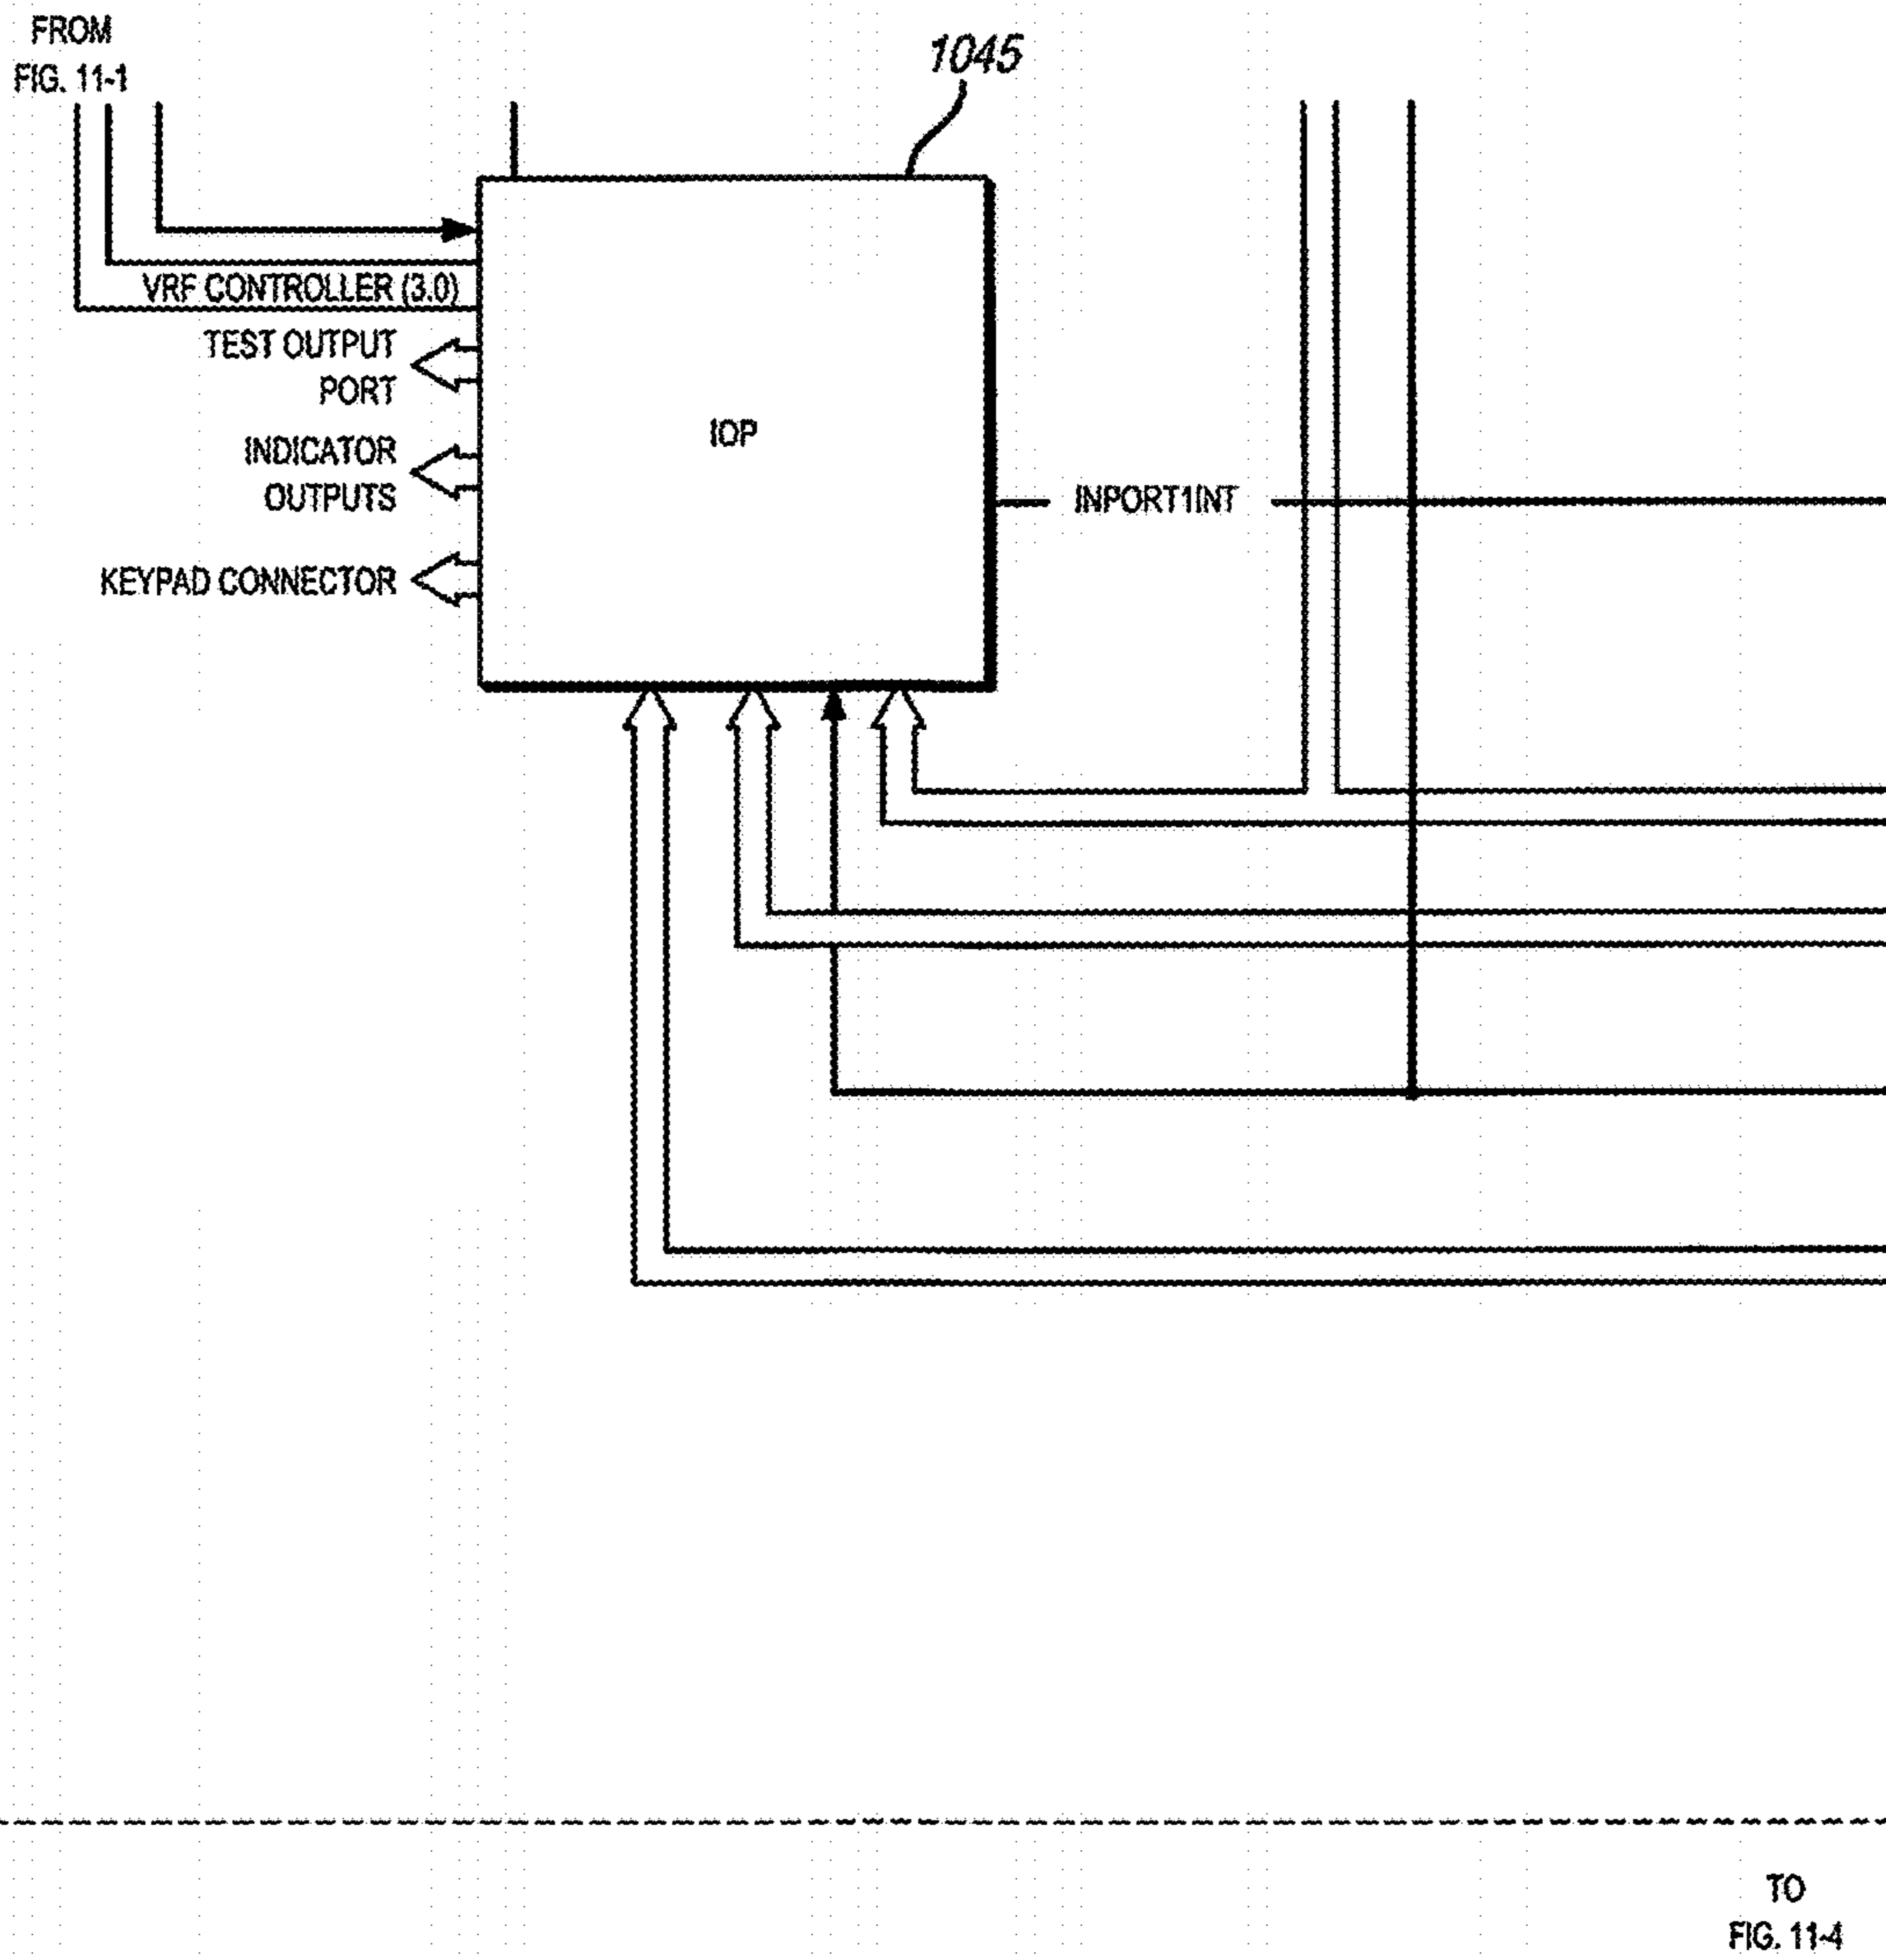 FROM
FIG. 11-1
1045
VRF CONTROLLER (3.0)
TEST OUTPUT
PORT
INDICATOR
OUTPUTS
KEYPAD CONNECTOR
IOP
INPORT1INT
TO
FIG. 11-4